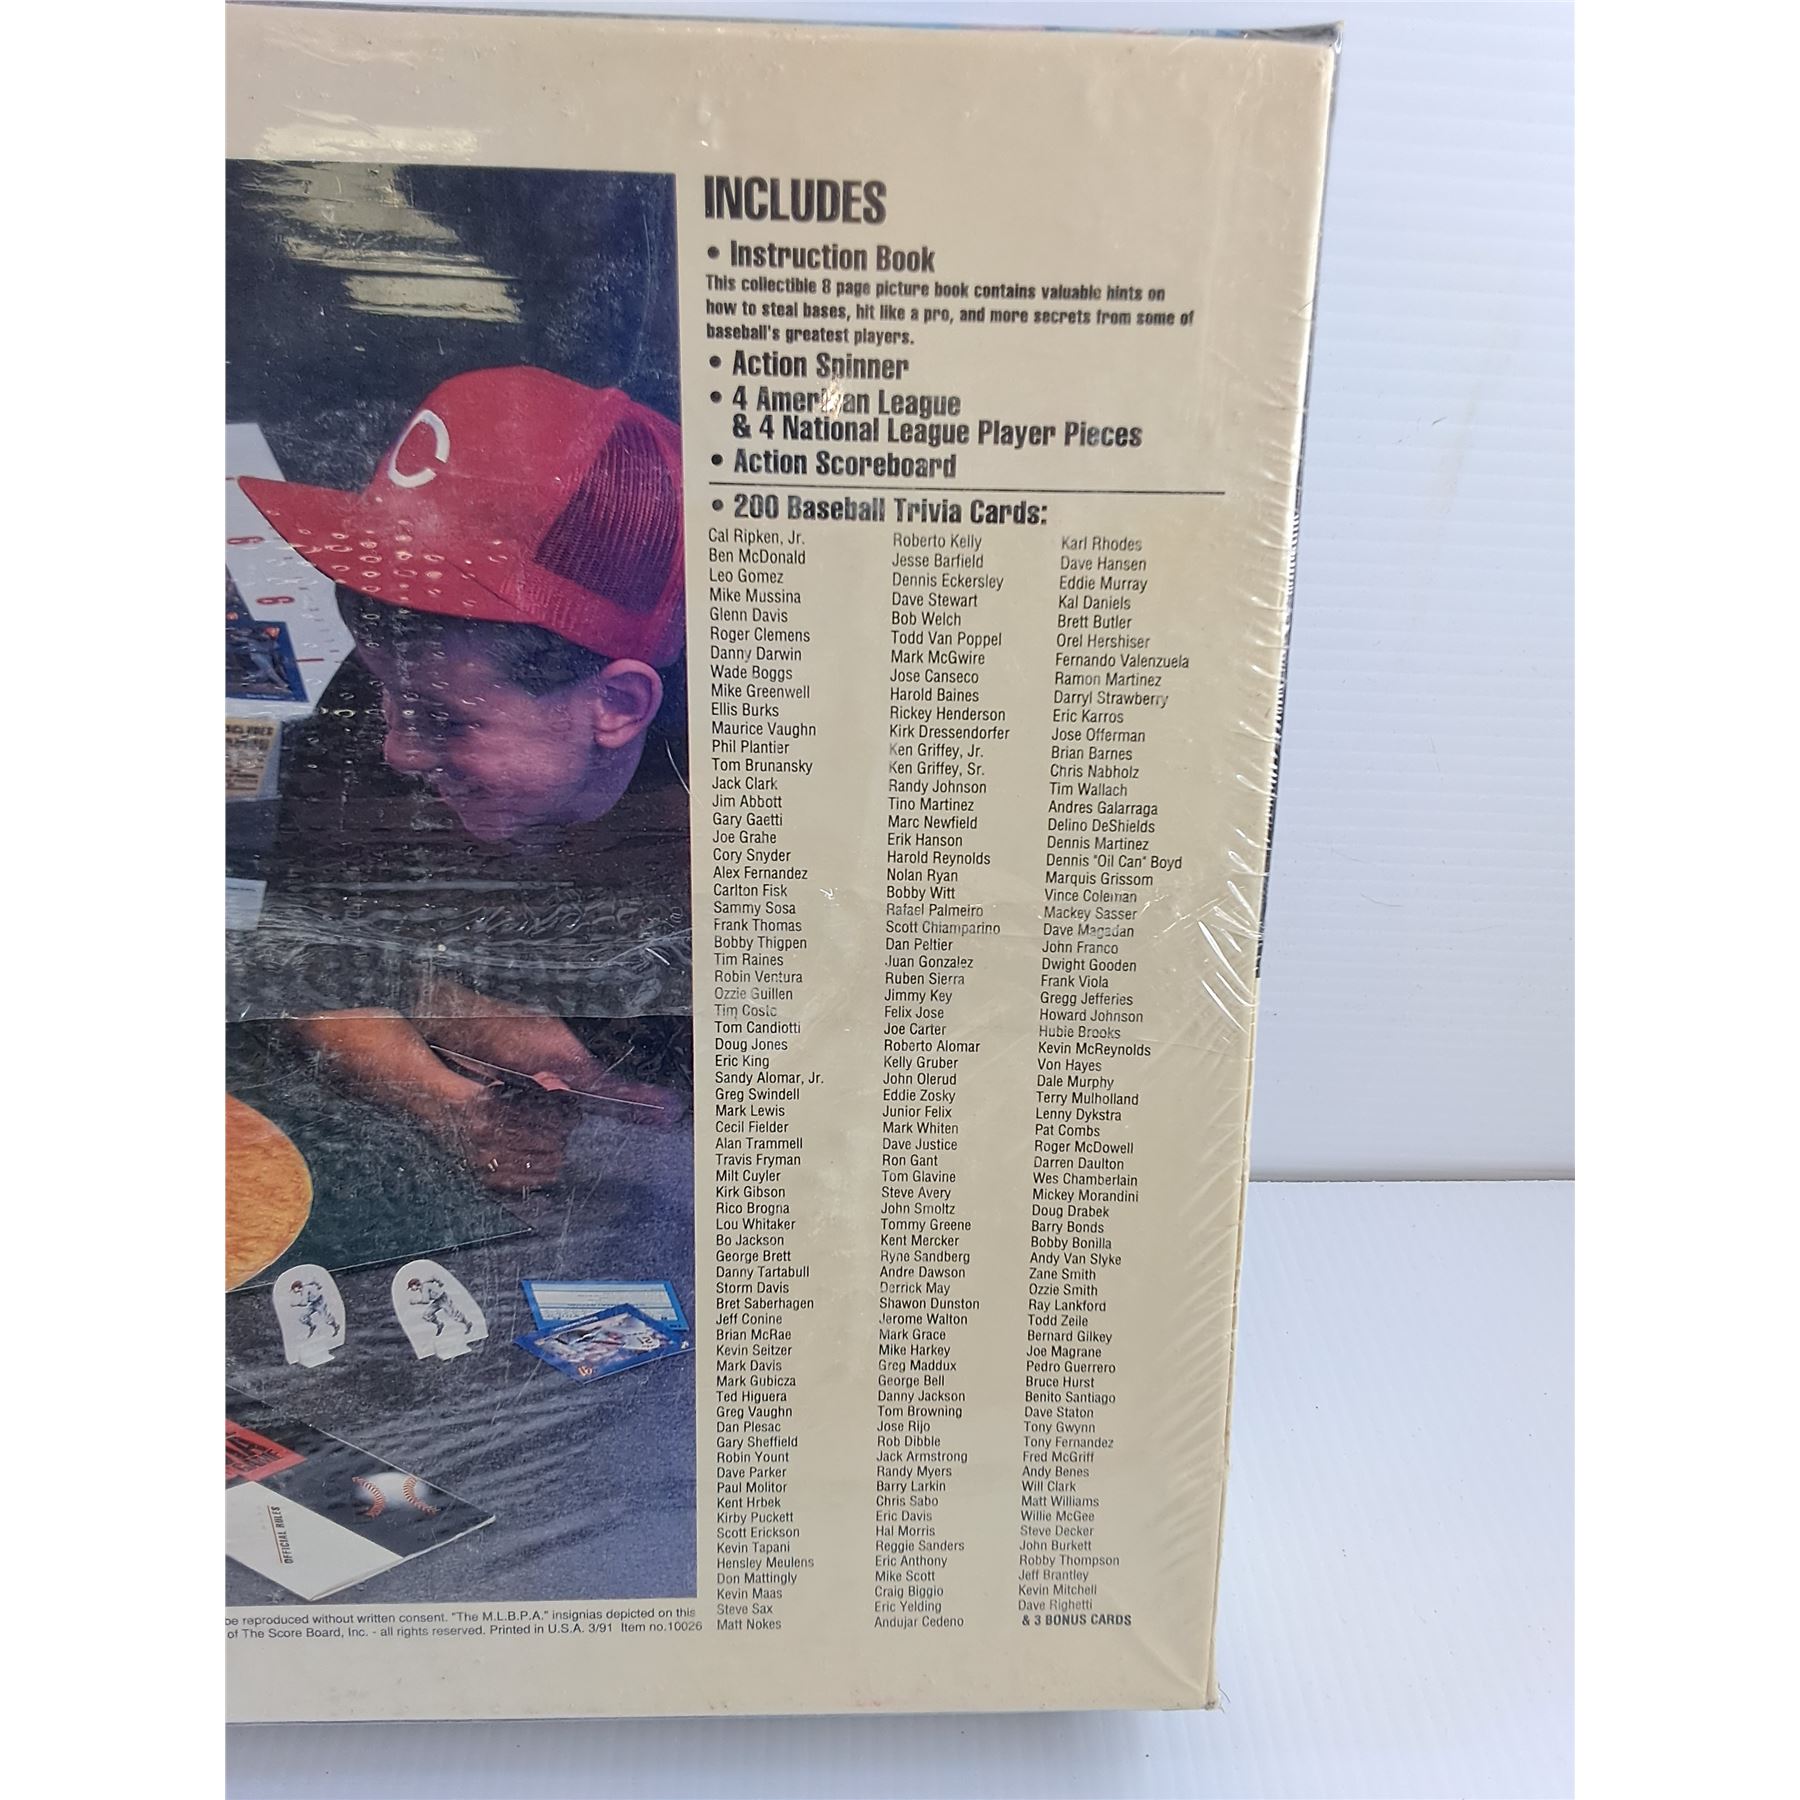 INCLUDES
• Instruction Book
This collectible 8 page picture book contains valuable hints on
how to steal bases, hit like a pro, and more secrets from some of
baseball's greatest players.
• Action Spinner
• 4 American League
& 4 National League Player Pieces
• Action Scoreboard
• 200 Baseball Trivia Cards:
Cal Ripken, Jr.
Ben McDonald
Leo Gomez
Mike Mussina
Glenn Davis
Roger Clemens
Danny Darwin
Wade Boggs
Mike Greenwell
Ellis Burks
Maurice Vaughn
Phil Plantier
Tom Brunansky
Jack Clark
Jim Abbott
Gary Gaetti
Joe Grahe
Cory Snyder
Alex Fernandez
Carlton Fisk
Sammy Sosa
Frank Thomas
Bobby Thigpen
Tim Raines
Robin Ventura
Ozzie Guillen
Tim Costo
Tom Candiotti
Doug Jones
Eric King
Sandy Alomar, Jr.
Greg Swindell
Mark Lewis
Cecil Fielder
Alan Trammell
Travis Fryman
Milt Cuyler
Kirk Gibson
Rico Brogna
Lou Whitaker
Bo Jackson
George Brett
Danny Tartabull
Storm Davis
Bret Saberhagen
Jeff Conine
Brian McRae
Kevin Seitzer
Mark Davis
Mark Gubicza
Ted Higuera
Greg Vaughn
Dan Plesac
Gary Sheffield
Robin Yount
Dave Parker
Paul Molitor
Kent Hrbek
Kirby Puckett
Scott Erickson
Kevin Tapani
Hensley Meulens
Don Mattingly
Kevin Maas
Steve Sax
Matt Nokes
Roberto Kelly
Jesse Barfield
Dennis Eckersley
Dave Stewart
Bob Welch
Todd Van Poppel
Mark McGwire
Jose Canseco
Harold Baines
Rickey Henderson
Kirk Dressendorfer
Ken Griffey, Jr.
Ken Griffey, Sr.
Randy Johnson
Tino Martinez
Marc Newfield
Erik Hanson
Harold Reynolds
Nolan Ryan
Bobby Witt
Rafael Palmeiro
Scott Chiamparino
Dan Peltier
Juan Gonzalez
Ruben Sierra
Jimmy Key
Felix Jose
Joe Carter
Roberto Alomar
Kelly Gruber
John Olerud
Eddie Zosky
Junior Felix
Mark Whiten
Dave Justice
Ron Gant
Tom Glavine
Steve Avery
John Smoltz
Tommy Greene
Kent Mercker
Ryne Sandberg
Andre Dawson
Derrick May
Shawon Dunston
Jerome Walton
Mark Grace
Mike Harkey
Greg Maddux
George Bell
Danny Jackson
Tom Browning
Jose Rijo
Rob Dibble
Jack Armstrong
Randy Myers
Barry Larkin
Chris Sabo
Eric Davis
Hal Morris
Reggie Sanders
Eric Anthony
Mike Scott
Craig Biggio
Eric Yelding
Andujar Cedeno
Karl Rhodes
Dave Hansen
Eddie Murray
Kal Daniels
Brett Butler
Orel Hershiser
Fernando Valenzuela
Ramon Martinez
Darryl Strawberry
Eric Karros
Jose Offerman
Brian Barnes
Chris Nabholz
Tim Wallach
Andres Galarraga
Delino DeShields
Dennis Martinez
Dennis "Oil Can" Boyd
Marquis Grissom
Vince Coleman
Mackey Sasser
Dave Magadan
John Franco
Dwight Gooden
Frank Viola
Gregg Jefferies
Howard Johnson
Hubie Brooks
Kevin McReynolds
Von Hayes
Dale Murphy
Terry Mulholland
Lenny Dykstra
Pat Combs
Roger McDowell
Darren Daulton
Wes Chamberlain
Mickey Morandini
Doug Drabek
Barry Bonds
Bobby Bonilla
Andy Van Slyke
Zane Smith
Ozzie Smith
Ray Lankford
Todd Zeile
Bernard Gilkey
Joe Magrane
Pedro Guerrero
Bruce Hurst
Benito Santiago
Dave Staton
Tony Gwynn
Tony Fernandez
Fred McGriff
Andy Benes
Will Clark
Matt Williams
Willie McGee
Steve Decker
John Burkett
Robby Thompson
Jeff Brantley
Kevin Mitchell
Dave Righetti
& 3 BONUS CARDS
C
OFFICIAL RULES
be reproduced without written consent. "The M.L.B.P.A." insignias depicted on this
of The Score Board, Inc. - all rights reserved. Printed in U.S.A. 3/91 Item no.10026